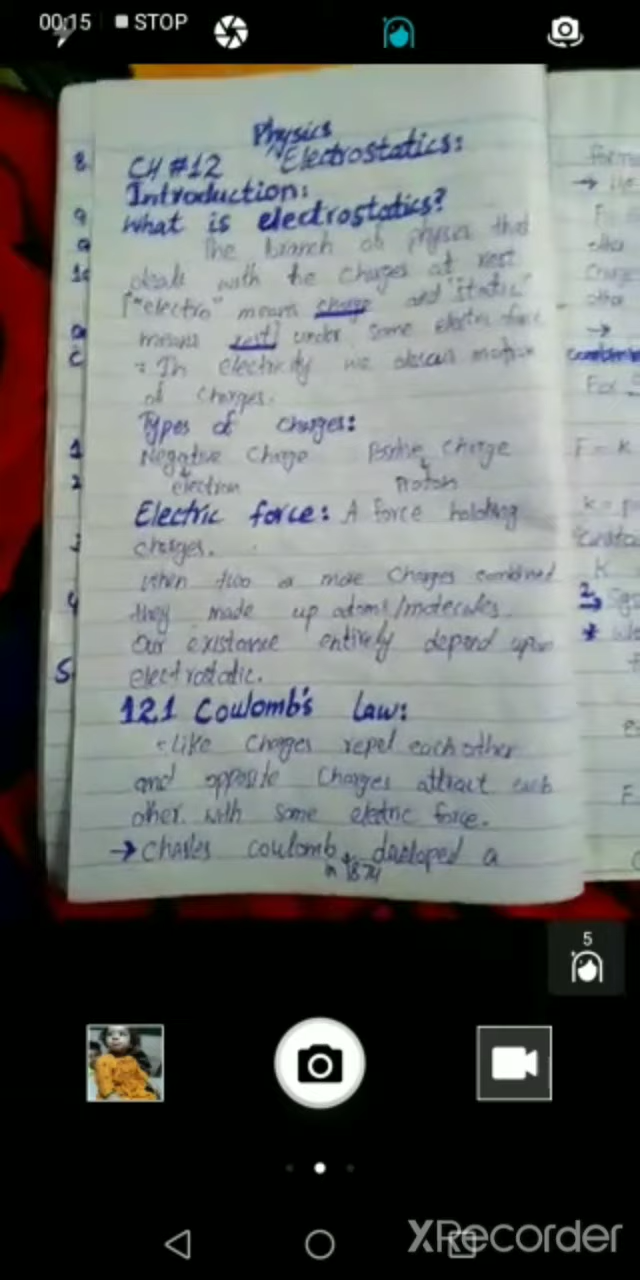 00:15 STOP
Physics
CH #12 Electrostatics:
Introduction:
What is electrostatics?
The branch of physics that
deals with the charges at rest
["electro" means charge and "static"
means rest] under some electric force
In electricity we observe motion
of charges.
Types of charges:
Negative Charge Positive Charge
electron Proton
Electric force: A force holding
charges.
When two or more Charges combined
they made up atoms/molecules.
Our existance entirely depend upon
electrostatic.
12.1 Coulomb's Law:
Like Charges repel each other
and opposite Charges attract each
other. with some electric force.
→ Charles coulomb, devloped a
in 1874
F = K
5
XRecorder